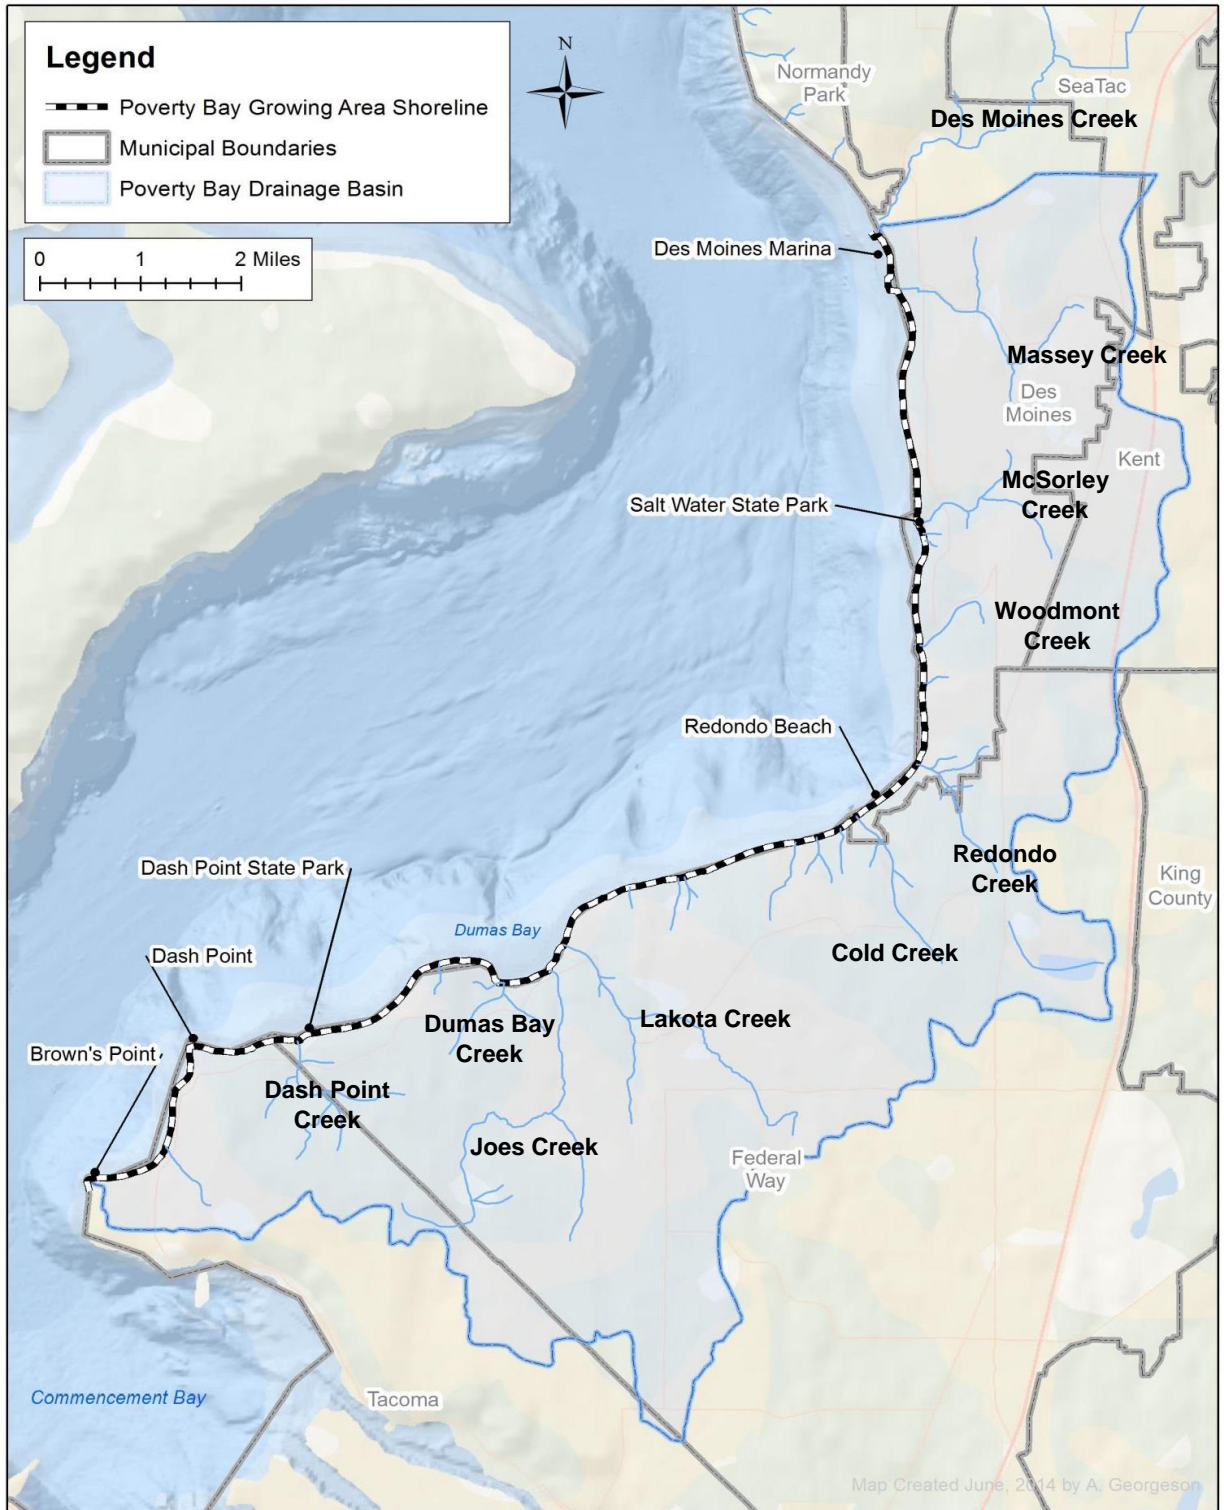 Legend
Poverty Bay Growing Area Shoreline
Municipal Boundaries
Poverty Bay Drainage Basin
0 1 2 Miles
N
Normandy
Park
SeaTac
Des Moines Creek
Des Moines Marina
Massey Creek
Des
Moines
Kent
McSorley
Creek
Salt Water State Park
Woodmont
Creek
Redondo Beach
Redondo
Creek
King
County
Dash Point State Park
Dumas Bay
Cold Creek
Dash Point
Lakota Creek
Dumas Bay
Creek
Brown's Point
Dash Point
Creek
Joes Creek
Federal
Way
Commencement Bay
Tacoma
Map Created June, 2014 by A. Georgeson